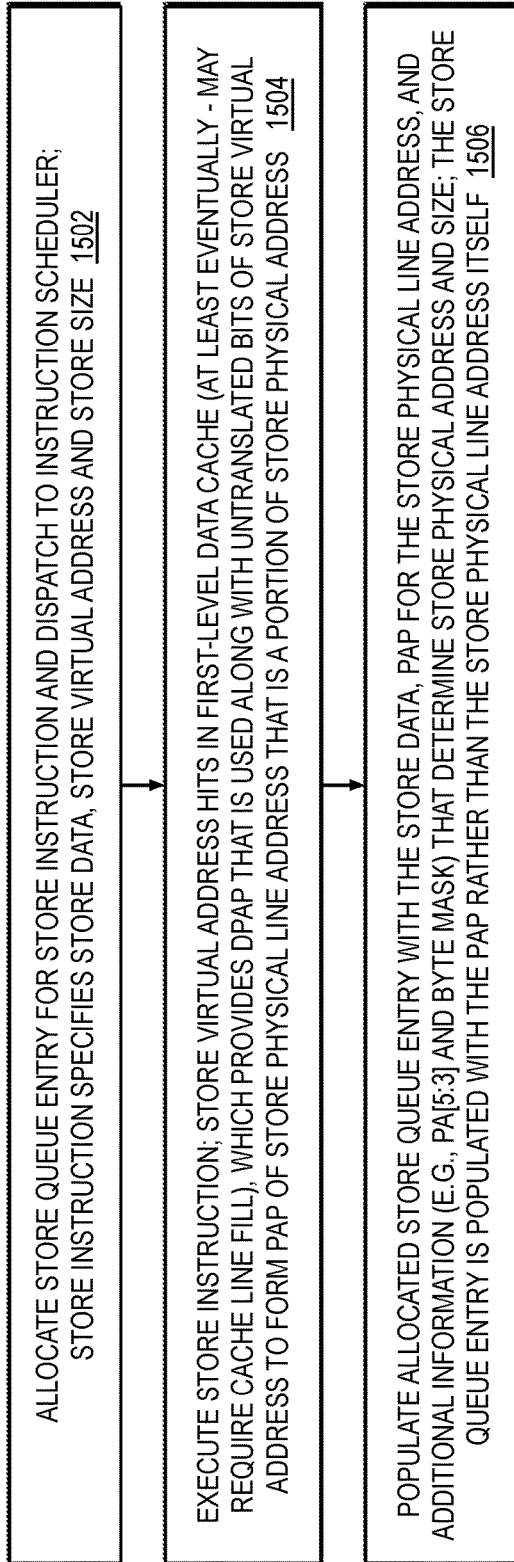 ALLOCATE STORE QUEUE ENTRY FOR STORE INSTRUCTION AND DISPATCH TO INSTRUCTION SCHEDULER;
STORE INSTRUCTION SPECIFIES STORE DATA, STORE VIRTUAL ADDRESS AND STORE SIZE 1502
EXECUTE STORE INSTRUCTION; STORE VIRTUAL ADDRESS HITS IN FIRST-LEVEL DATA CACHE (AT LEAST EVENTUALLY - MAY
REQUIRE CACHE LINE FILL), WHICH PROVIDES DPAP THAT IS USED ALONG WITH UNTRANSLATED BITS OF STORE VIRTUAL
ADDRESS TO FORM PAP OF STORE PHYSICAL LINE ADDRESS THAT IS A PORTION OF STORE PHYSICAL ADDRESS 1504
POPULATE ALLOCATED STORE QUEUE ENTRY WITH THE STORE DATA, PAP FOR THE STORE PHYSICAL LINE ADDRESS, AND
ADDITIONAL INFORMATION (E.G., PA[5:3] AND BYTE MASK) THAT DETERMINE STORE PHYSICAL ADDRESS AND SIZE; THE STORE
QUEUE ENTRY IS POPULATED WITH THE PAP RATHER THAN THE STORE PHYSICAL LINE ADDRESS ITSELF 1506